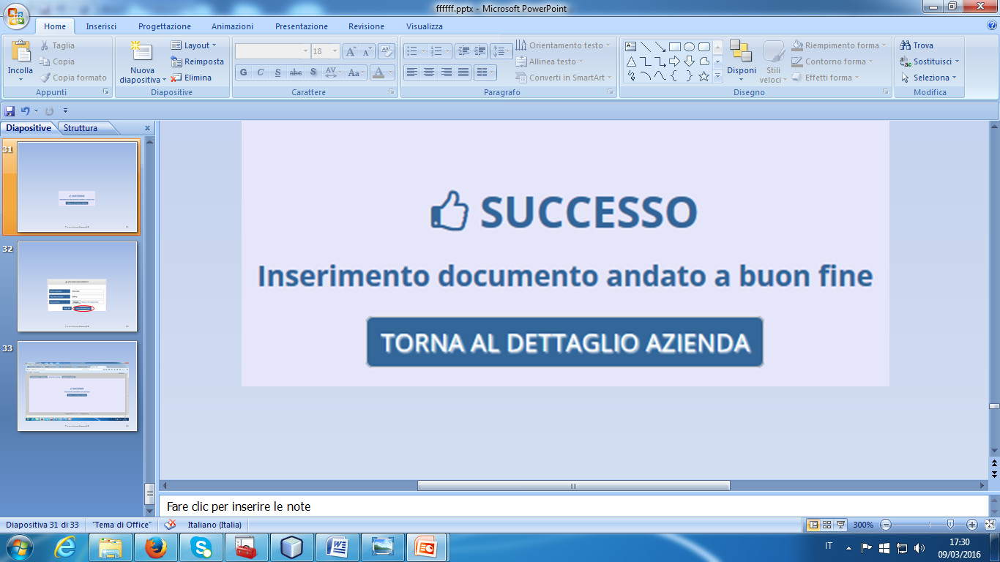 ffffff.pptx - Microsoft PowerPoint
Home Inserisci Progettazione Animazioni Presentazione Revisione Visualizza
Incolla
Taglia
Copia
Copia formato
Appunti
Nuova diapositiva
Layout
Reimposta
Elimina
Diapositive
18
G C S abc S AV Aa A
Carattere
Orientamento testo
Allinea testo
Converti in SmartArt
Paragrafo
Disponi
Stili veloci
Riempimento forma
Contorno forma
Effetti forma
Disegno
Trova
Sostituisci
Seleziona
Modifica
Diapositive Struttura x
31
32
33
SUCCESSO
Inserimento documento andato a buon fine
TORNA AL DETTAGLIO AZIENDA
Fare clic per inserire le note
Diapositiva 31 di 33 "Tema di Office" Italiano (Italia) 300%
IT 17:30
09/03/2016